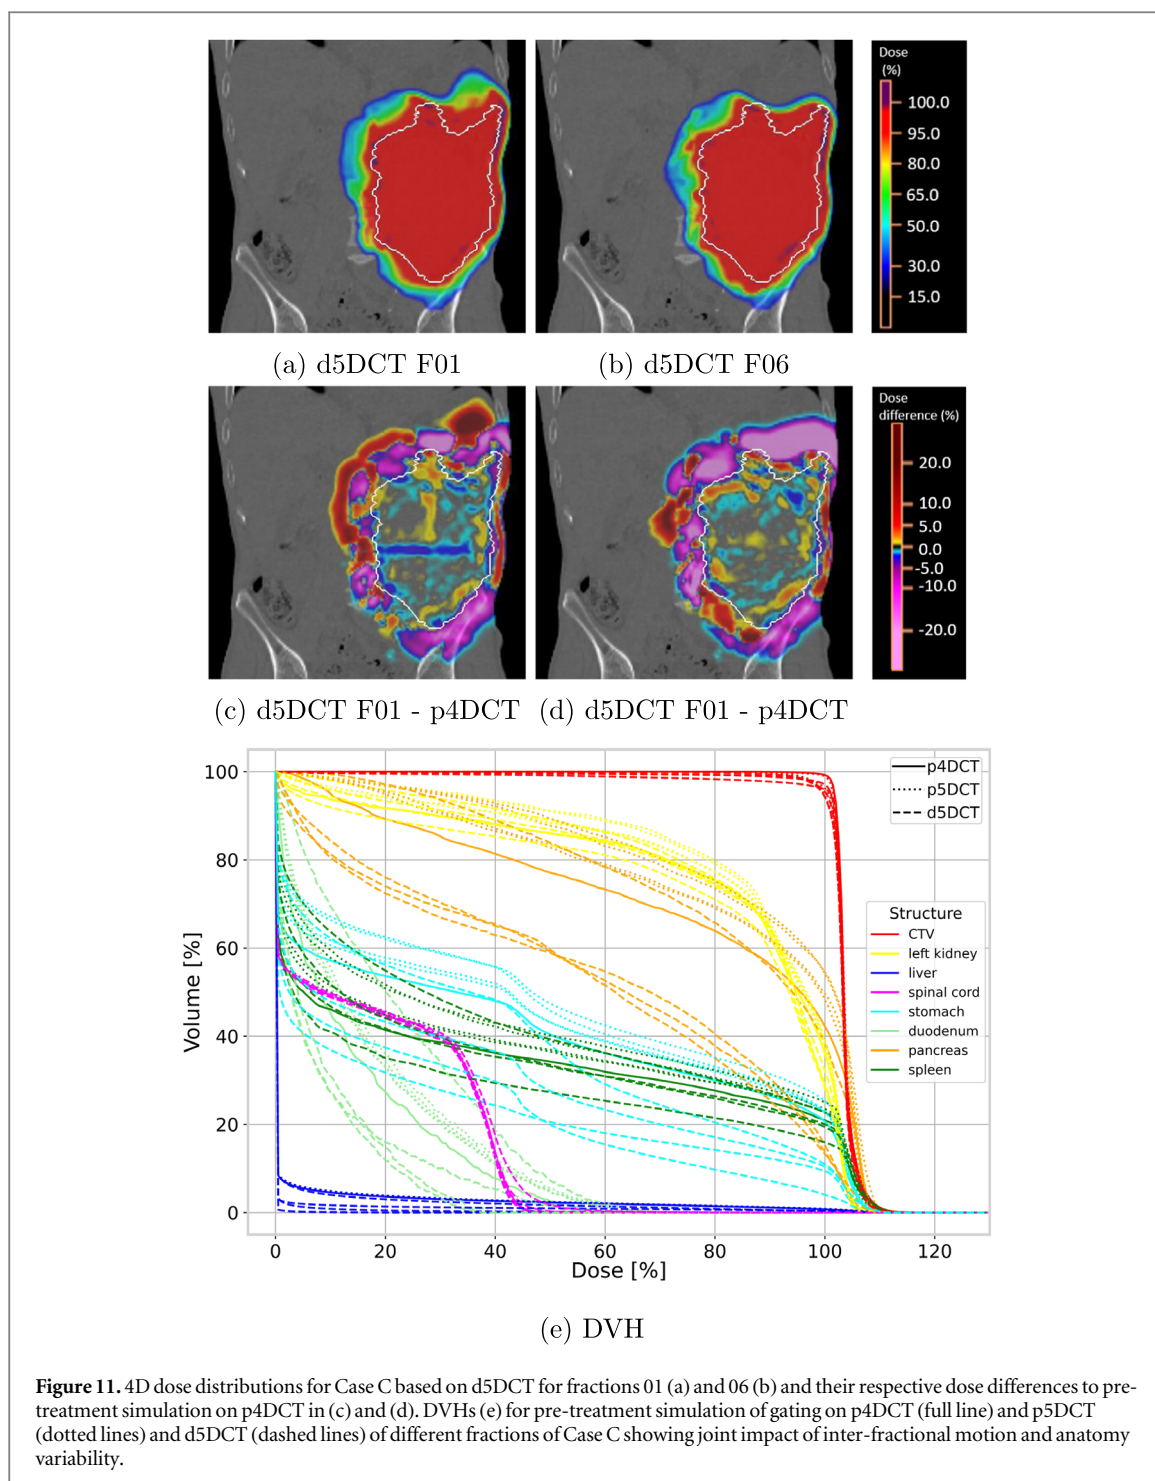 Dose
(%)
100.0
95.0
80.0
65.0
50.0
30.0
15.0
(a) d5DCT F01
(b) d5DCT F06
Dose
difference (%)
20.0
10.0
5.0
0.0
-5.0
-10.0
-20.0
(c) d5DCT F01 - p4DCT
(d) d5DCT F01 - p4DCT
100
80
60
40
20
0
Volume [%]
p4DCT
p5DCT
d5DCT
Structure
CTV
left kidney
liver
spinal cord
stomach
duodenum
pancreas
spleen
0 20 40 60 80 100 120
Dose [%]
(e) DVH
Figure 11. 4D dose distributions for Case C based on d5DCT for fractions 01 (a) and 06 (b) and their respective dose differences to pre-
treatment simulation on p4DCT in (c) and (d). DVHs (e) for pre-treatment simulation of gating on p4DCT (full line) and p5DCT
(dotted lines) and d5DCT (dashed lines) of different fractions of Case C showing joint impact of inter-fractional motion and anatomy
variability.